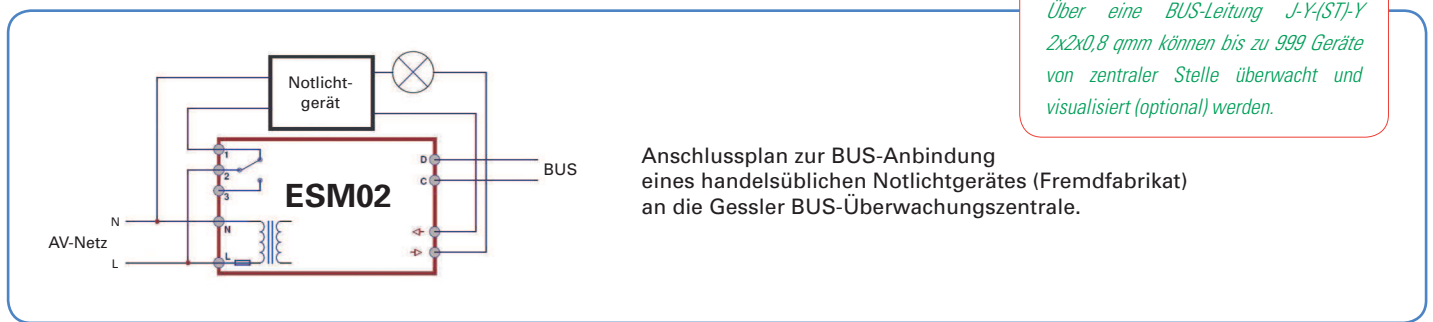 Über eine BUS-Leitung J-Y-(ST)-Y
2x2x0,8 qmm können bis zu 999 Geräte
von zentraler Stelle überwacht und
visualisiert (optional) werden.
Notlicht-
gerät
1
2
3
ESM02
D
C
BUS
N
N
AV-Netz
L
L
Anschlussplan zur BUS-Anbindung
eines handelsüblichen Notlichtgerätes (Fremdfabrikat)
an die Gessler BUS-Überwachungszentrale.